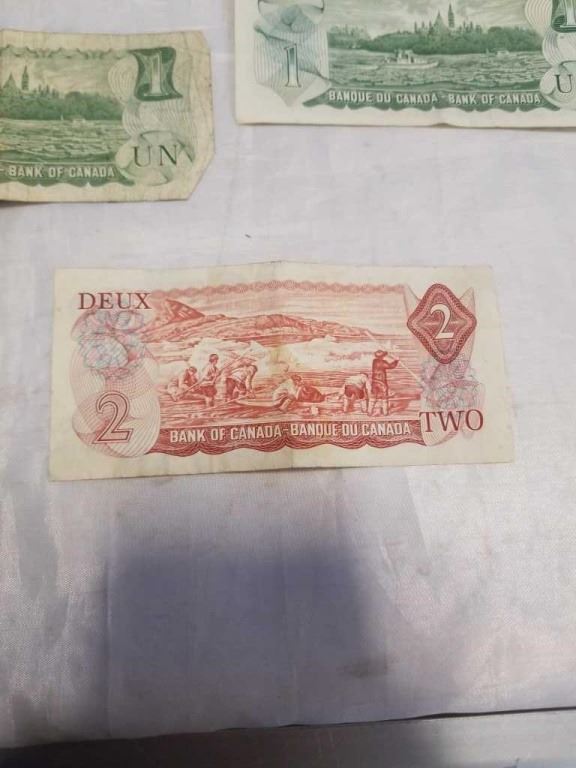 1
BANQUE DU CANADA - BANK OF CANADA
U
1
- BANK OF CANADA
UN
DEUX
2
2
BANK OF CANADA - BANQUE DU CANADA
TWO